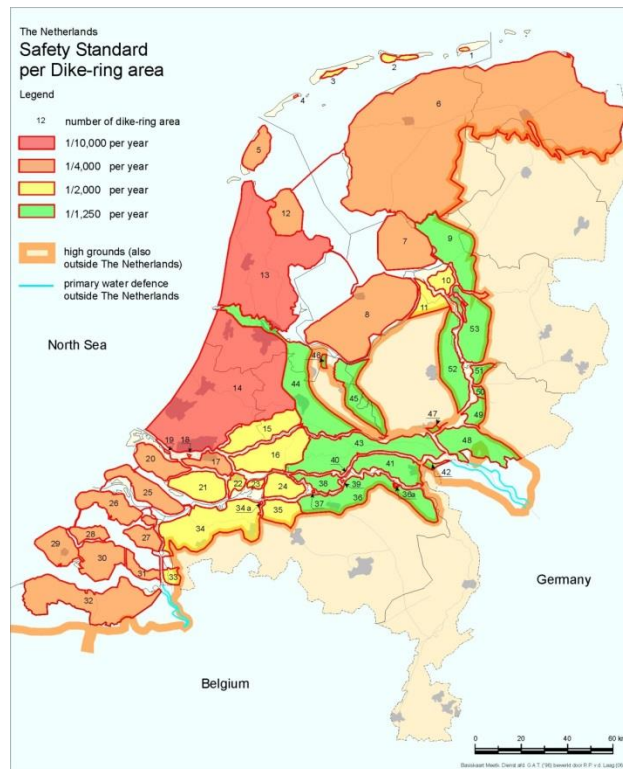 The Netherlands
Safety Standard
per Dike-ring area
Legend
12 number of dike-ring area
1/10,000 per year
1/4,000 per year
1/2,000 per year
1/1,250 per year
high grounds (also
outside The Netherlands)
primary water defence
outside The Netherlands
1
2
3
4
5
6
12
7
9
13
10
11
8
53
46
44
52
51
45
50
14
49
47
15
48
19
18
43
16
20
17
40
41
42
21
22
23
24
38
39
36a
25
26
34a
35
37
36
34
27
28
29
30
31
33
32
North Sea
Germany
Belgium
0 20 40 60